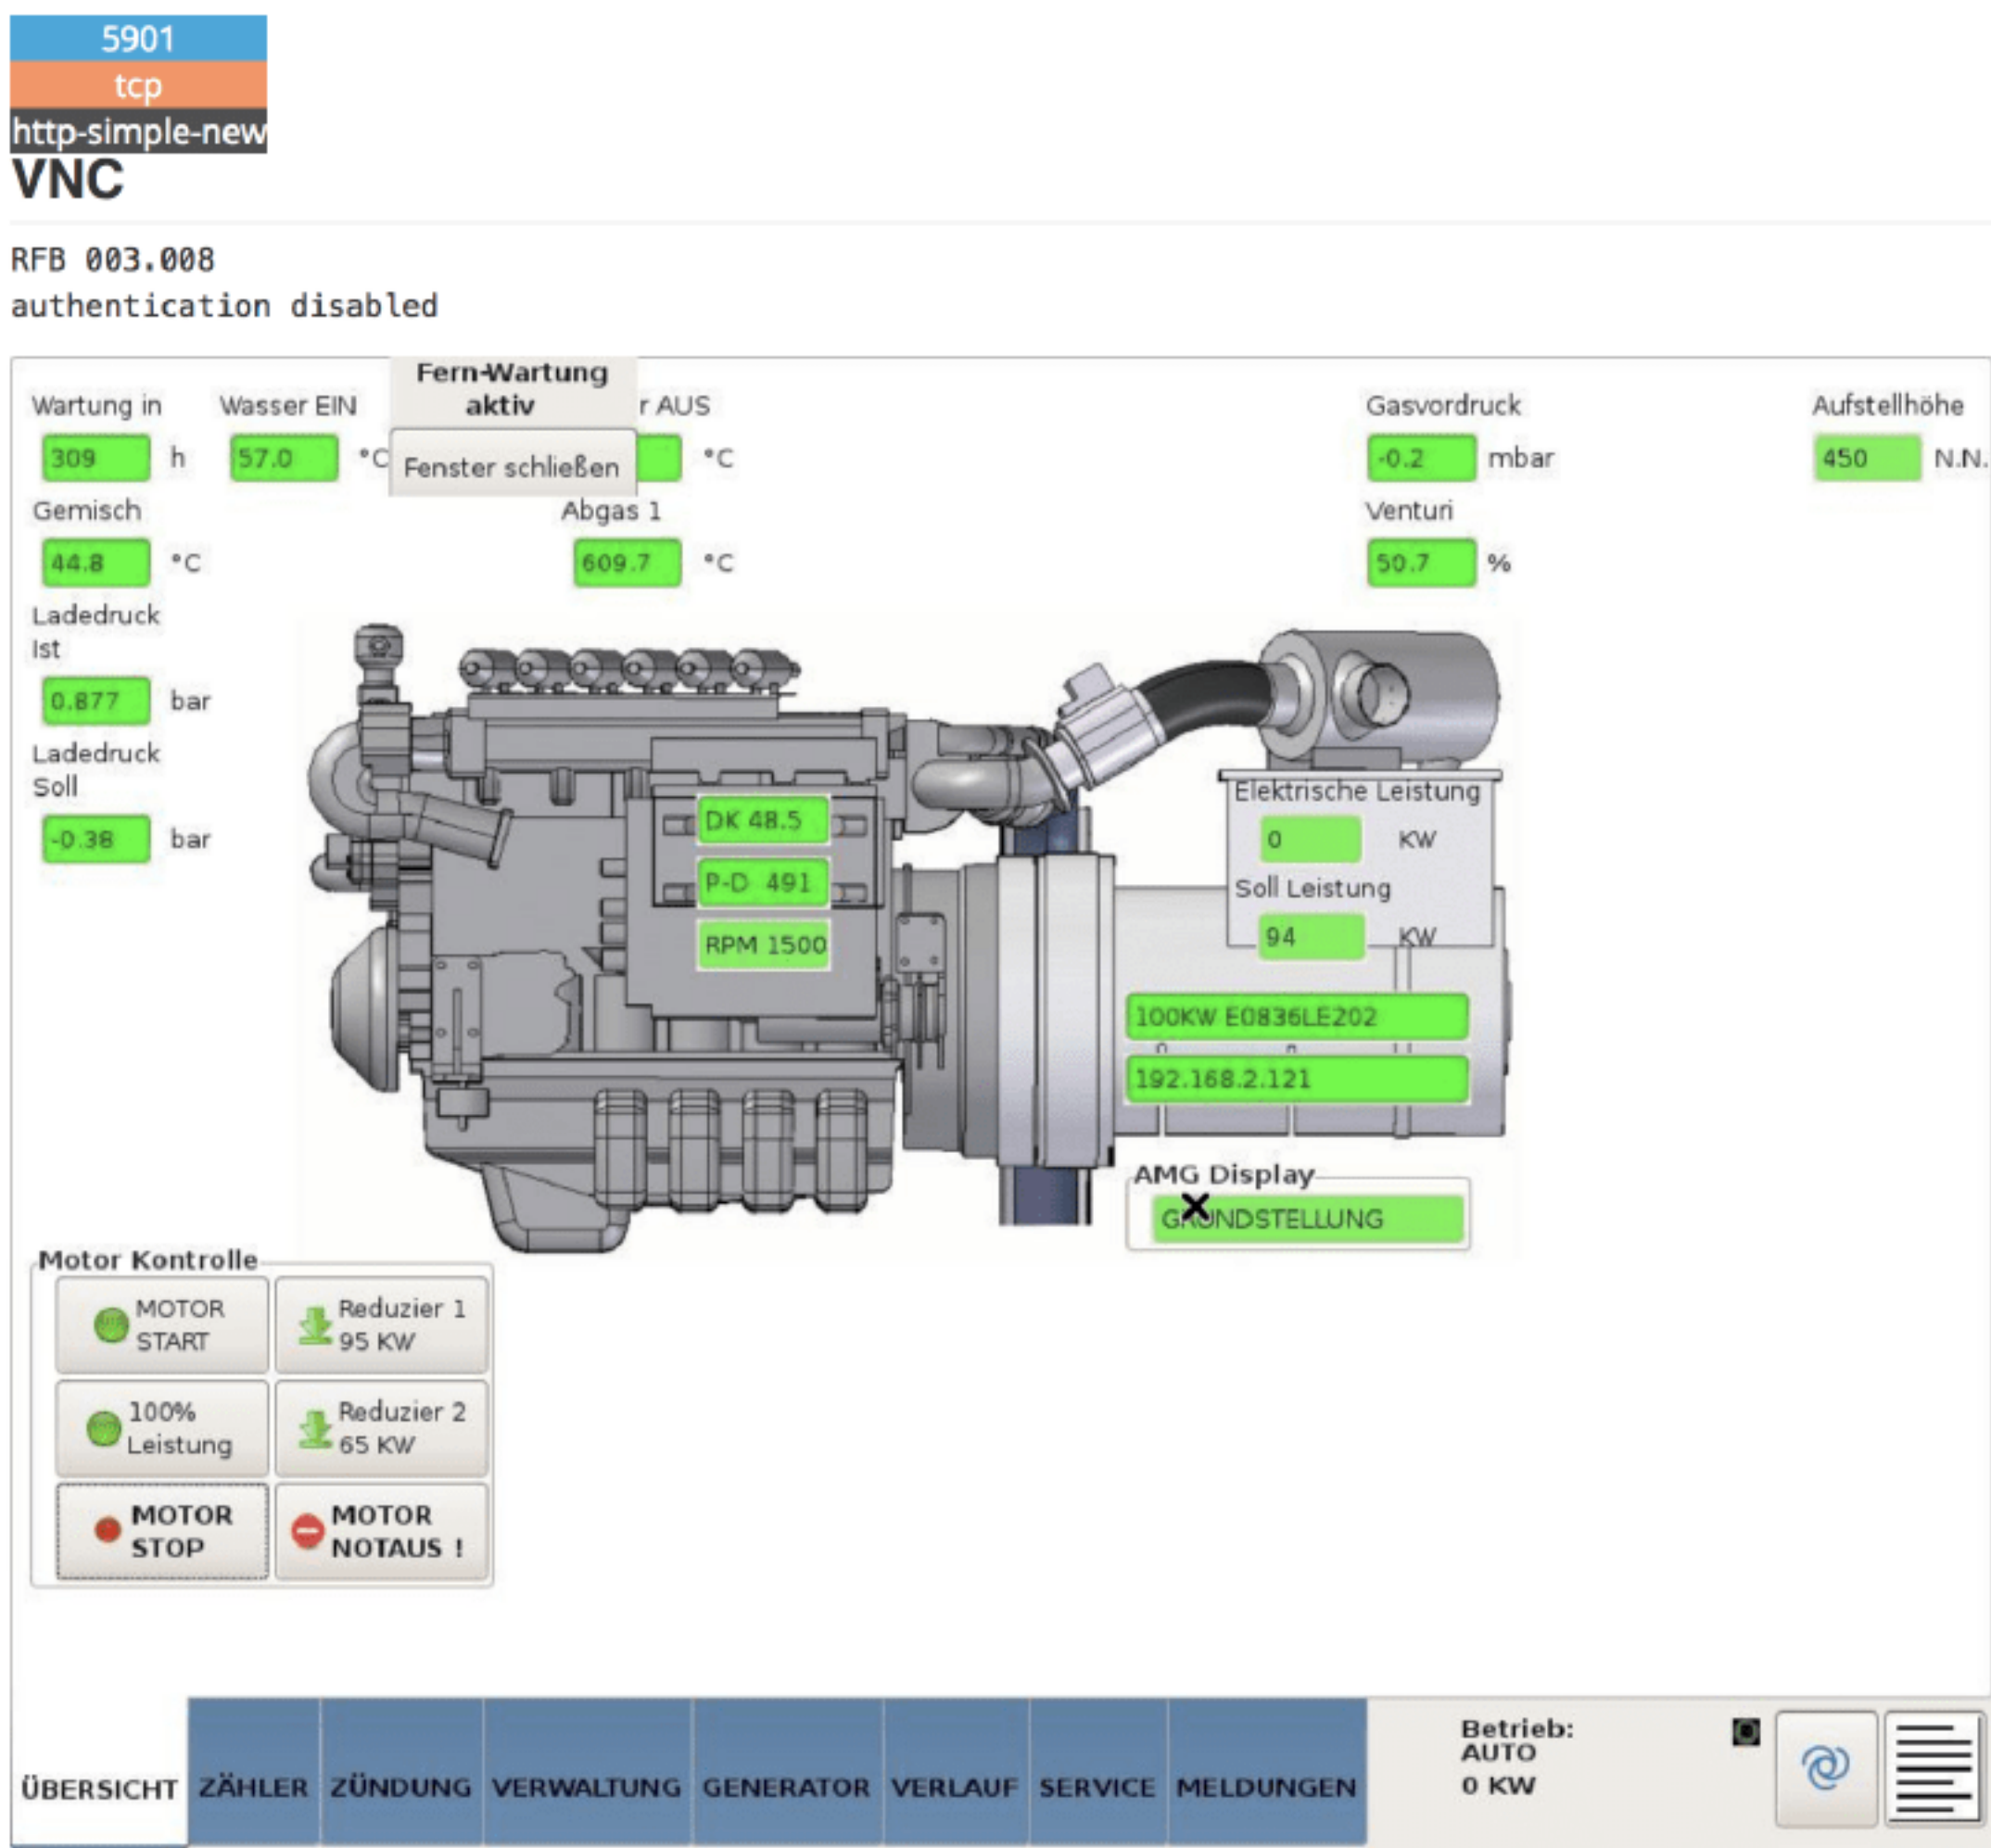 5901
tcp
http-simple-new
VNC
RFB 003.008
authentication disabled
Fern-Wartung
aktiv
Fenster schließen
Wartung in
309 h
Wasser EIN
57.0 °C
r AUS
°C
Gasvordruck
-0.2 mbar
Aufstellhöhe
450 N.N.
Gemisch
44.8 °C
Abgas 1
609.7 °C
Venturi
50.7 %
Ladedruck
Ist
0.877 bar
Ladedruck
Soll
-0.38 bar
DK 48.5
P-D 491
RPM 1500
Elektrische Leistung
0 KW
Soll Leistung
94 KW
100KW E0836LE202
192.168.2.121
AMG Display
GRUNDSTELLUNG
Motor Kontrolle
MOTOR
START
Reduzier 1
95 KW
100%
Leistung
Reduzier 2
65 KW
MOTOR
STOP
MOTOR
NOTAUS !
ÜBERSICHT ZÄHLER ZÜNDUNG VERWALTUNG GENERATOR VERLAUF SERVICE MELDUNGEN
Betrieb:
AUTO
0 KW